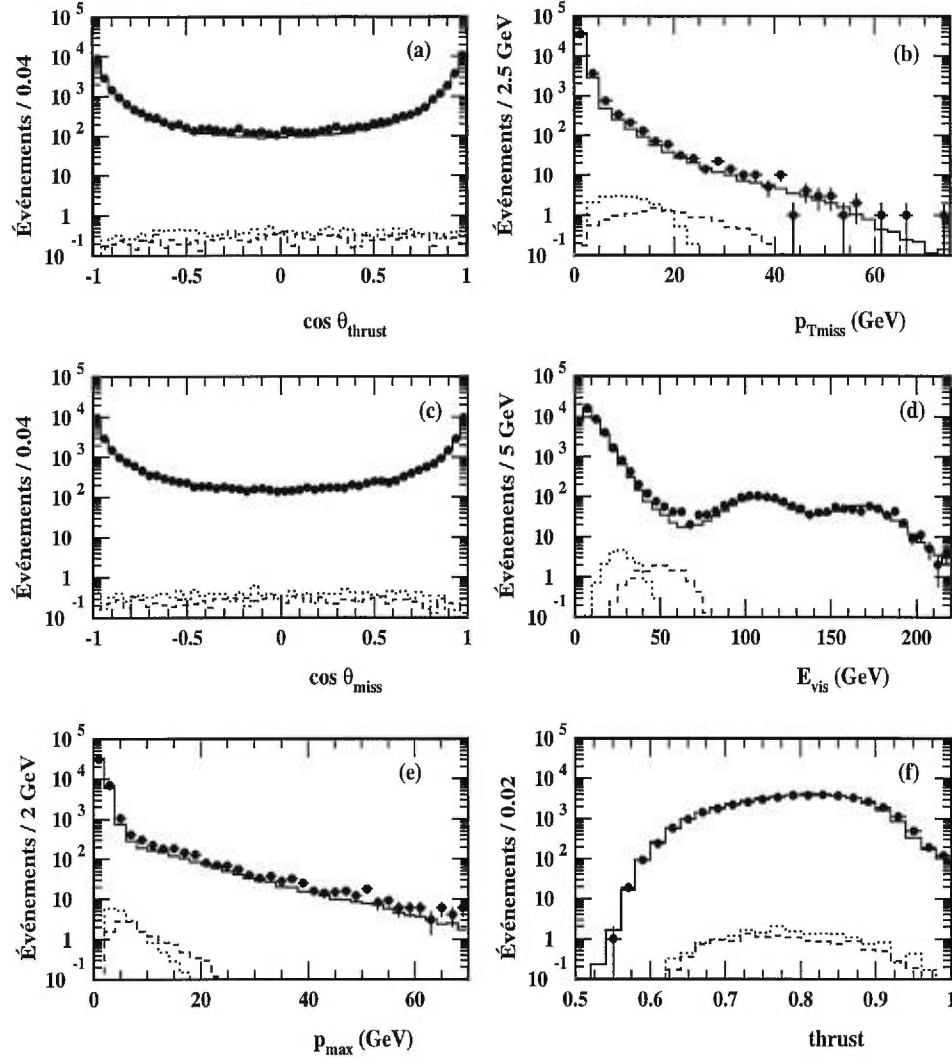 (a)
Événements / 0.04
10^5
10^4
10^3
10^2
10
1
10^-1
-1 -0.5 0 0.5 1
cos θ_thrust
(b)
Événements / 2.5 GeV
10^5
10^4
10^3
10^2
10
1
10^-1
0 20 40 60
p_Tmiss (GeV)
(c)
Événements / 0.04
10^5
10^4
10^3
10^2
10
1
10^-1
-1 -0.5 0 0.5 1
cos θ_miss
(d)
Événements / 5 GeV
10^5
10^4
10^3
10^2
10
1
10^-1
0 50 100 150 200
E_vis (GeV)
(e)
Événements / 2 GeV
10^5
10^4
10^3
10^2
10
1
10^-1
0 20 40 60
p_max (GeV)
(f)
Événements / 0.02
10^5
10^4
10^3
10^2
10
1
10^-1
0.5 0.6 0.7 0.8 0.9 1
thrust